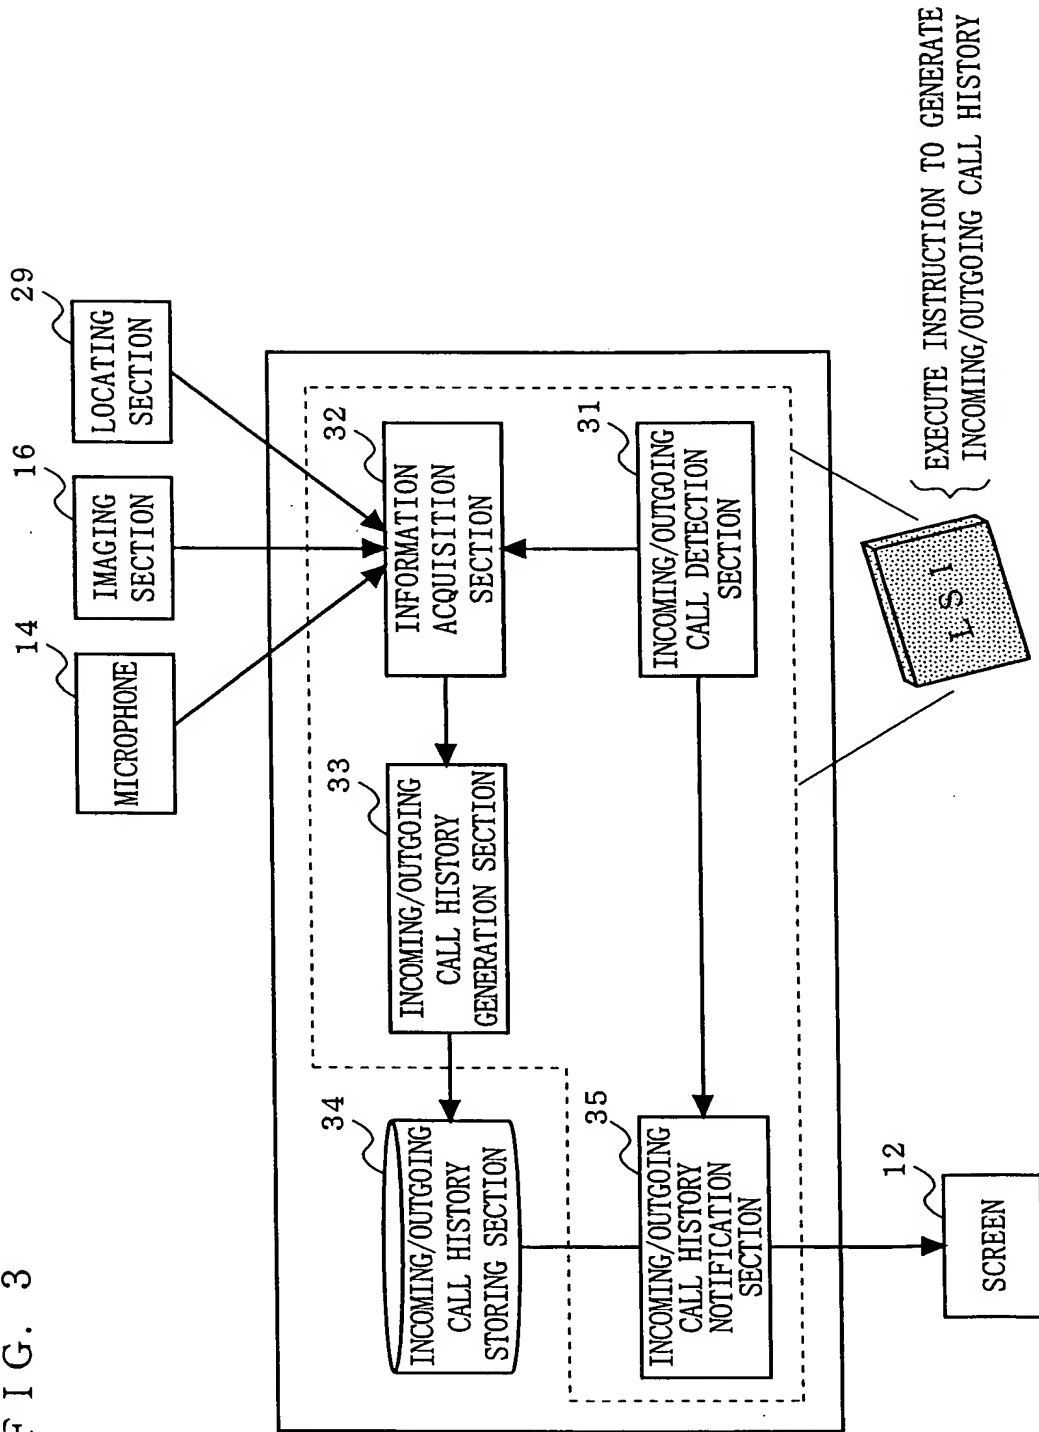 FIG. 3
14
MICROPHONE
16
IMAGING
SECTION
29
LOCATING
SECTION
34
INCOMING/OUTGOING
CALL HISTORY
STORING SECTION
33
INCOMING/OUTGOING
CALL HISTORY
GENERATION SECTION
32
INFORMATION
ACQUISITION
SECTION
35
INCOMING/OUTGOING
CALL HISTORY
NOTIFICATION
SECTION
31
INCOMING/OUTGOING
CALL DETECTION
SECTION
12
SCREEN
LSI
EXECUTE INSTRUCTION TO GENERATE
INCOMING/OUTGOING CALL HISTORY